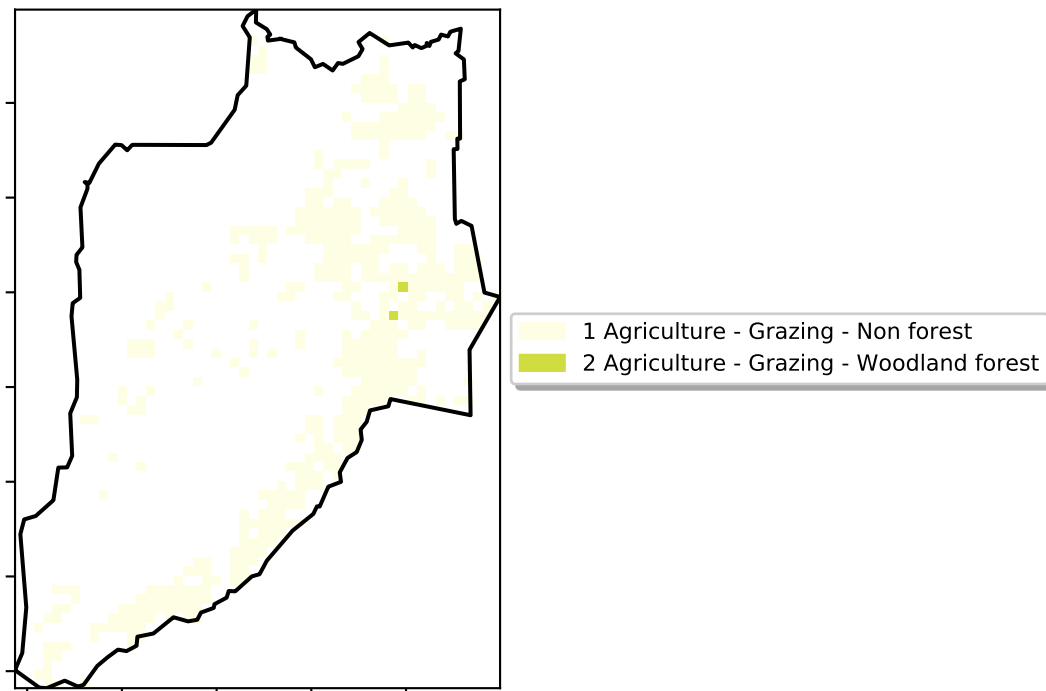 1 Agriculture - Grazing - Non forest
2 Agriculture - Grazing - Woodland forest